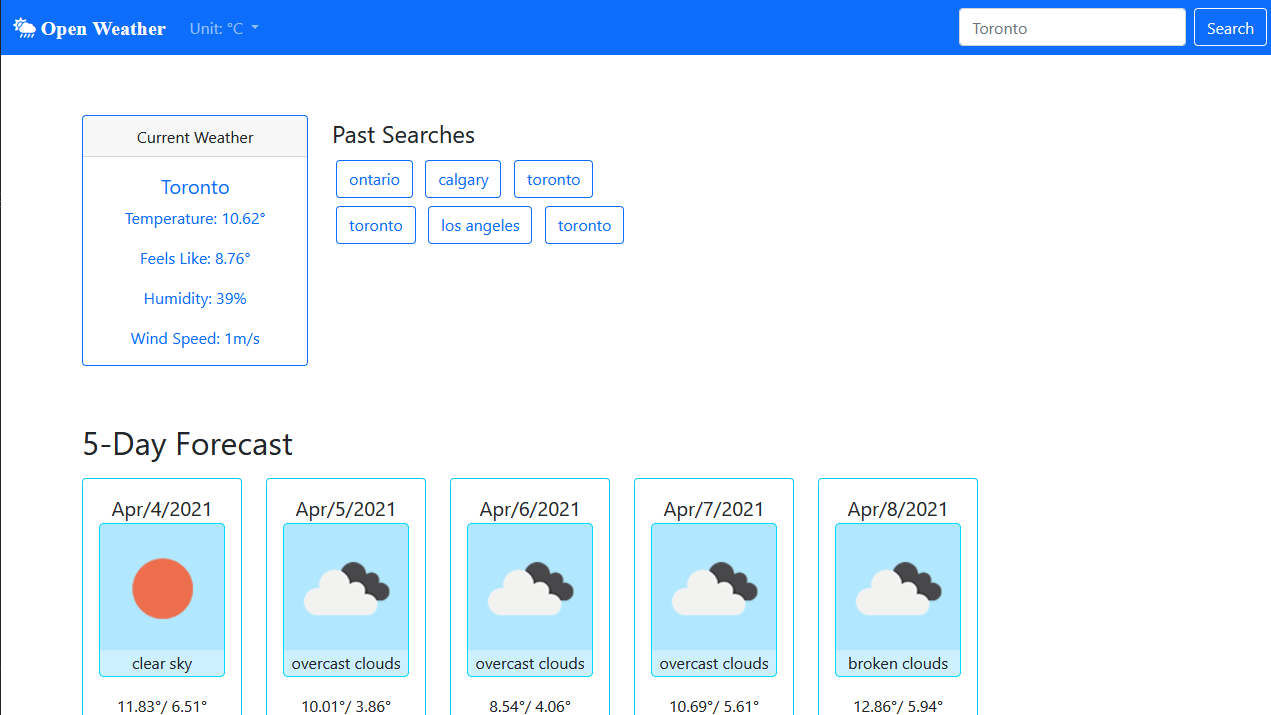 Open Weather Unit: °C Toronto Search
Current Weather
Toronto
Temperature: 10.62°
Feels Like: 8.76°
Humidity: 39%
Wind Speed: 1m/s
Past Searches
ontario calgary toronto
toronto los angeles toronto
5-Day Forecast
Apr/4/2021
clear sky
11.83°/ 6.51°
Apr/5/2021
overcast clouds
10.01°/ 3.86°
Apr/6/2021
overcast clouds
8.54°/ 4.06°
Apr/7/2021
overcast clouds
10.69°/ 5.61°
Apr/8/2021
broken clouds
12.86°/ 5.94°